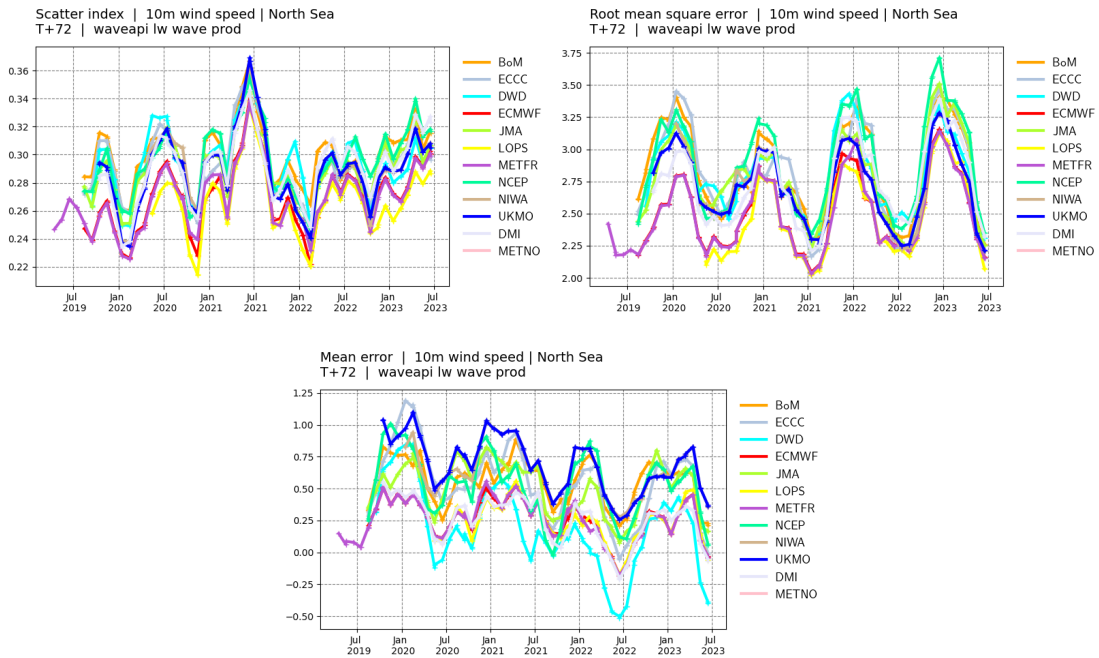 Scatter index | 10m wind speed | North Sea
T+72 | waveapi lw wave prod
0.36
0.34
0.32
0.30
0.28
0.26
0.24
0.22
Jul Jan Jul Jan Jul Jan Jul Jan Jul
2019 2020 2020 2021 2021 2022 2022 2023 2023
BoM
ECCC
DWD
ECMWF
JMA
LOPS
METFR
NCEP
NIWA
UKMO
DMI
METNO
Root mean square error | 10m wind speed | North Sea
T+72 | waveapi lw wave prod
3.75
3.50
3.25
3.00
2.75
2.50
2.25
2.00
Jul Jan Jul Jan Jul Jan Jul Jan Jul
2019 2020 2020 2021 2021 2022 2022 2023 2023
BoM
ECCC
DWD
ECMWF
JMA
LOPS
METFR
NCEP
NIWA
UKMO
DMI
METNO
Mean error | 10m wind speed | North Sea
T+72 | waveapi lw wave prod
1.25
1.00
0.75
0.50
0.25
0.00
−0.25
−0.50
Jul Jan Jul Jan Jul Jan Jul Jan Jul
2019 2020 2020 2021 2021 2022 2022 2023 2023
BoM
ECCC
DWD
ECMWF
JMA
LOPS
METFR
NCEP
NIWA
UKMO
DMI
METNO